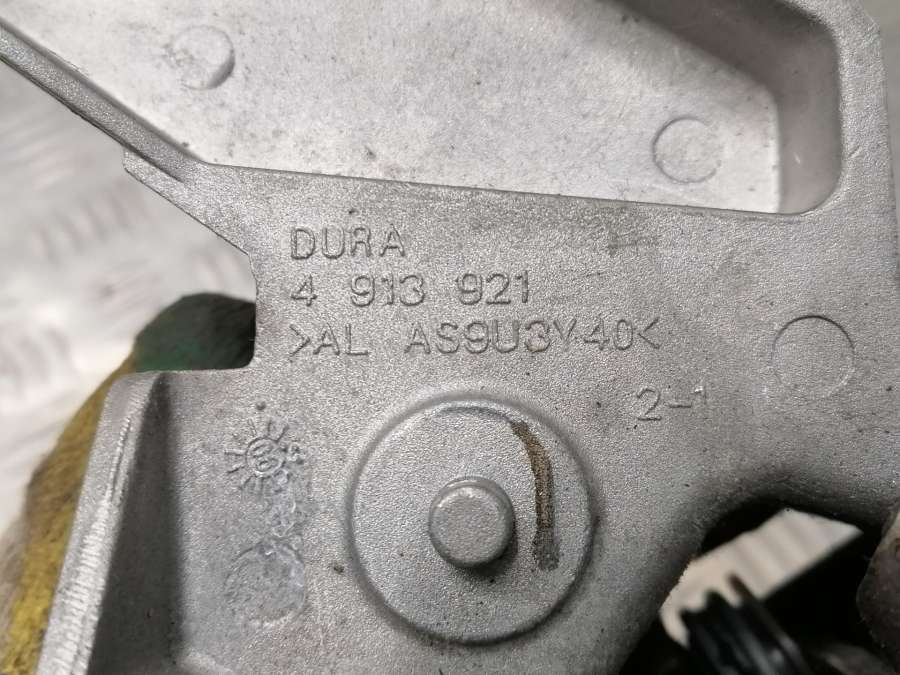 DURA
4 913 921
>AL AS9U3Y40<
2-1